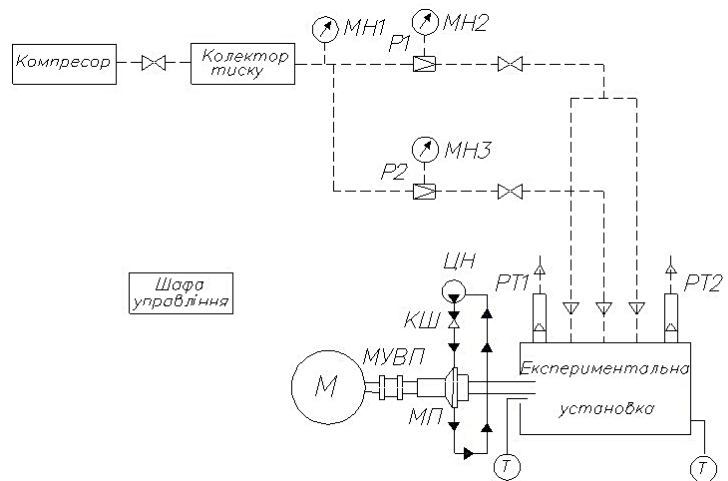 МН1
МН2
Р1
Компресор
Колектор
тиску
МН3
Р2
ЦН
Шафа
управління
РТ1
РТ2
КШ
МУВП
М
МП
Експериментальна
установка
Т
Т